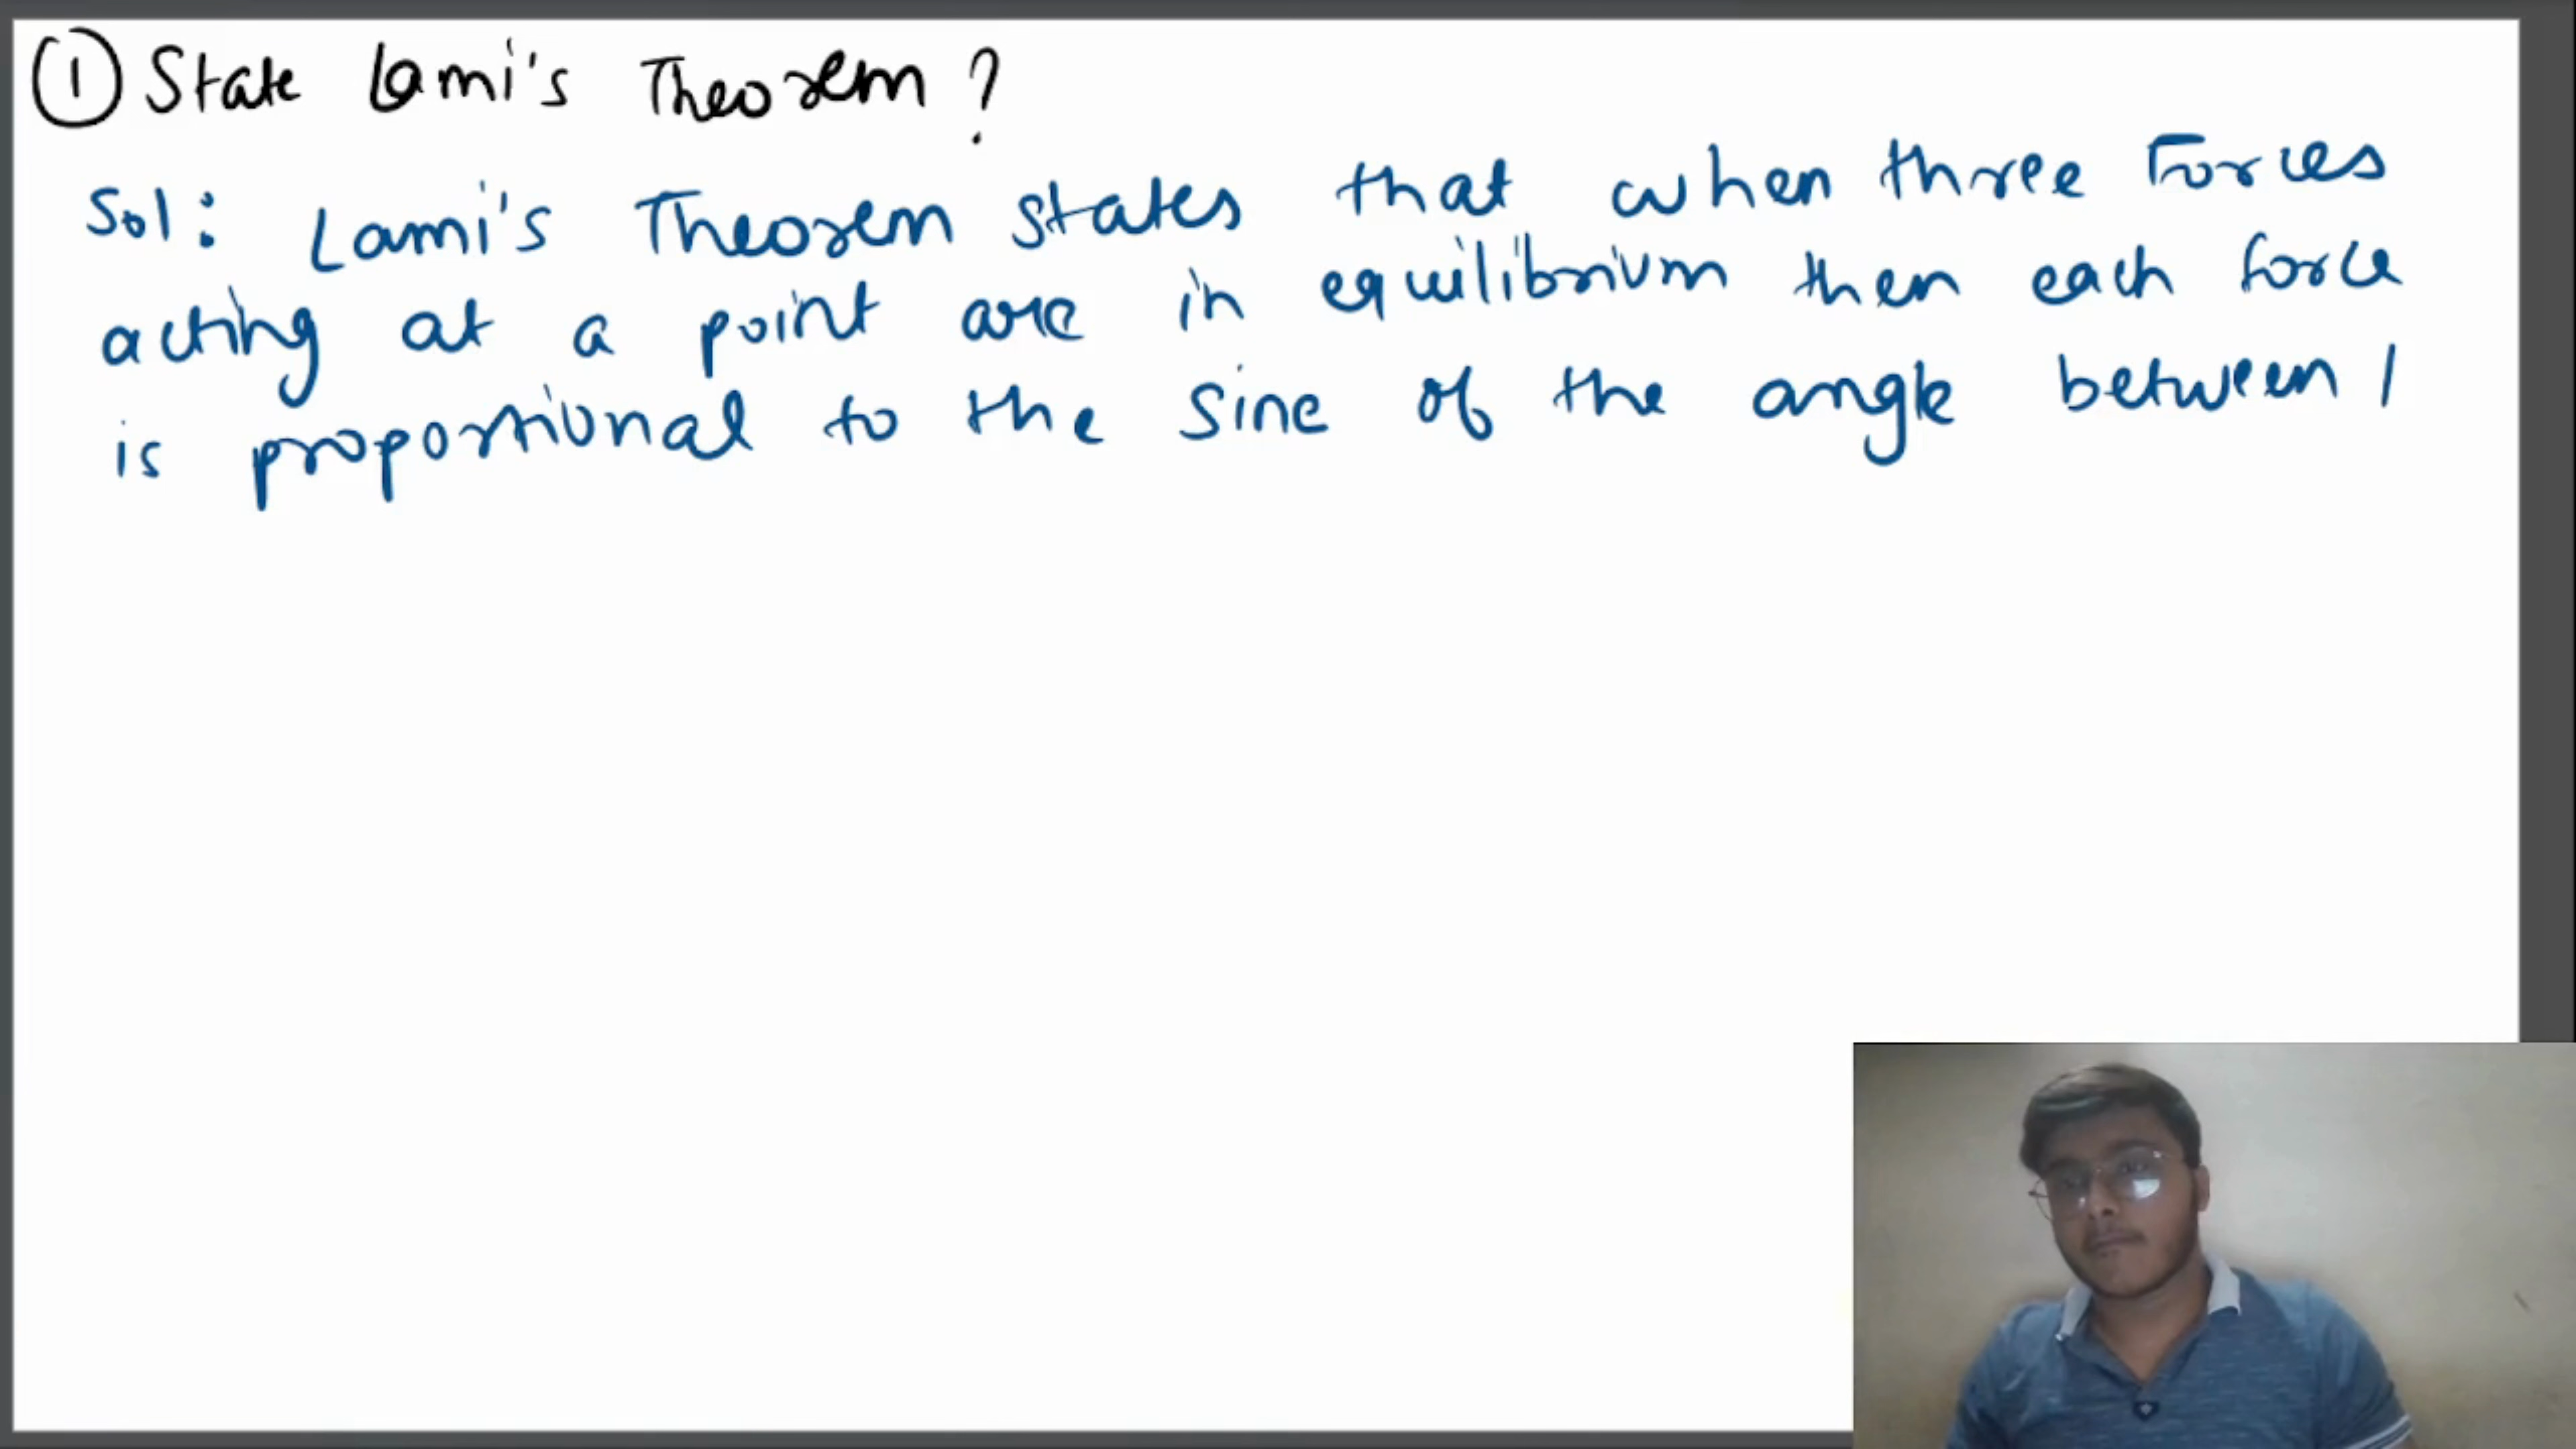 ① State Lami's Theorem ?
Sol: Lami's Theorem states that when three Forces
acting at a point are in equilibrium then each force
is proportional to the sine of the angle between